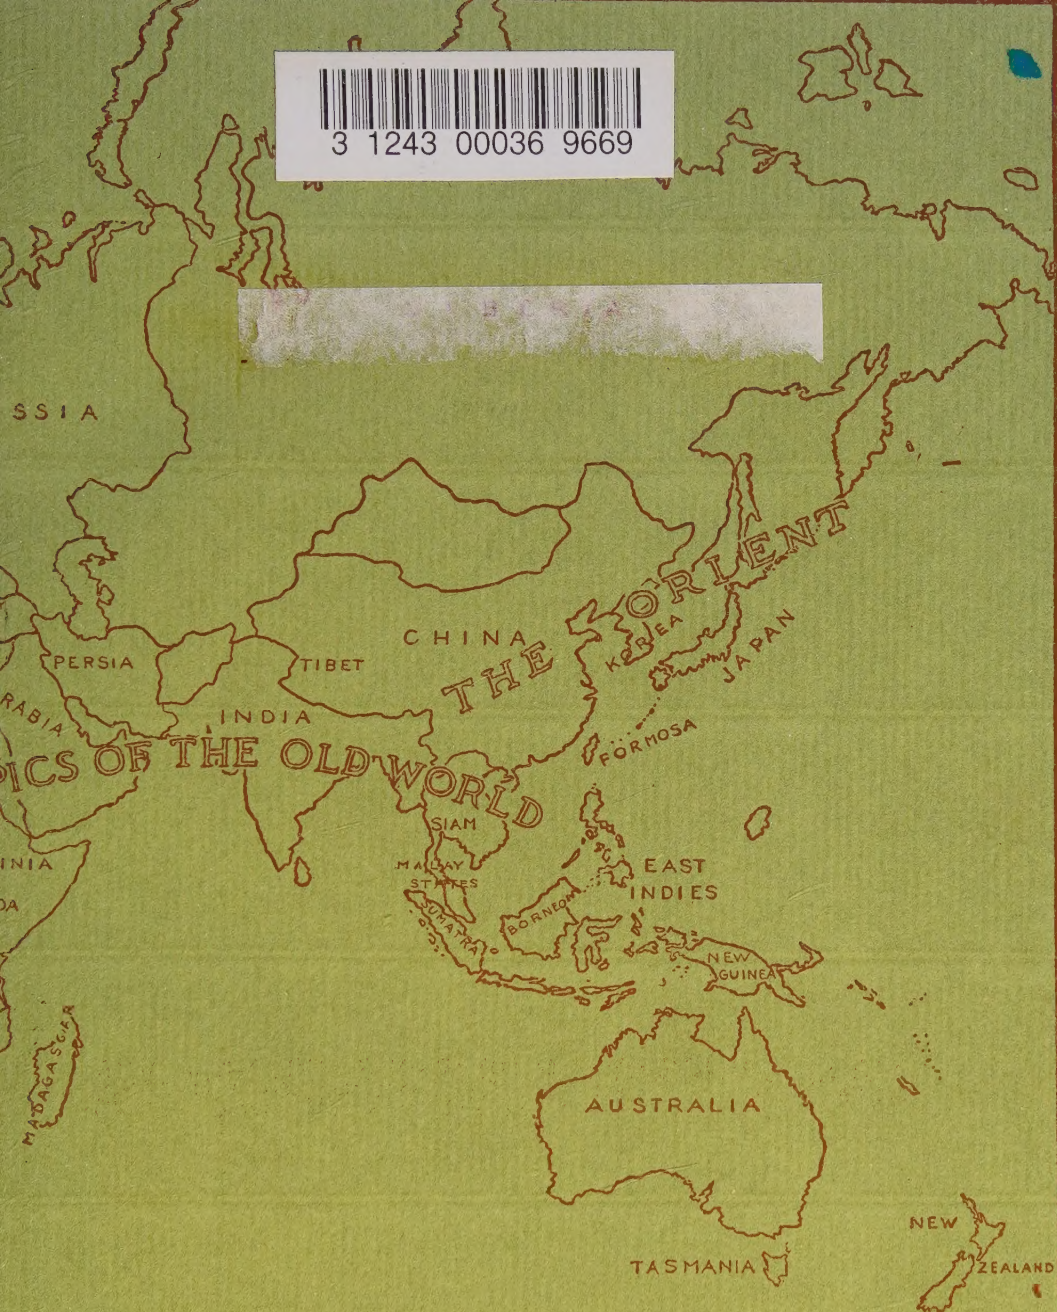 3 1243 00036 9669
SSIA
CHINA
THE ORIENT
KOREA
JAPAN
PERSIA
TIBET
RABIA
INDIA
PICS OF THE OLD WORLD
FORMOSA
SIAM
MALAY
STATES
EAST
INDIES
INIA
DA
SUMATRA
BORNEO
NEW
GUINEA
MADAGASCAR
AUSTRALIA
NEW
ZEALAND
TASMANIA